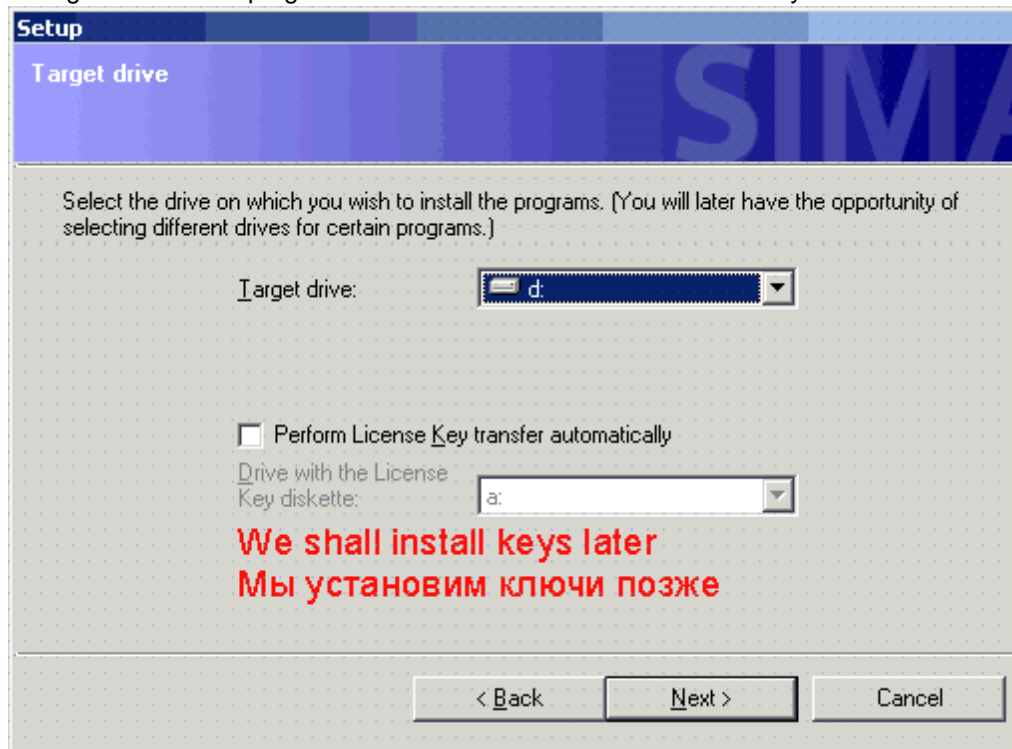 Setup
Target drive
SIMA
Select the drive on which you wish to install the programs. (You will later have the opportunity of
selecting different drives for certain programs.)
Target drive:
d:
Perform License Key transfer automatically
Drive with the License
Key diskette:
a:
We shall install keys later
Мы установим ключи позже
< Back
Next >
Cancel